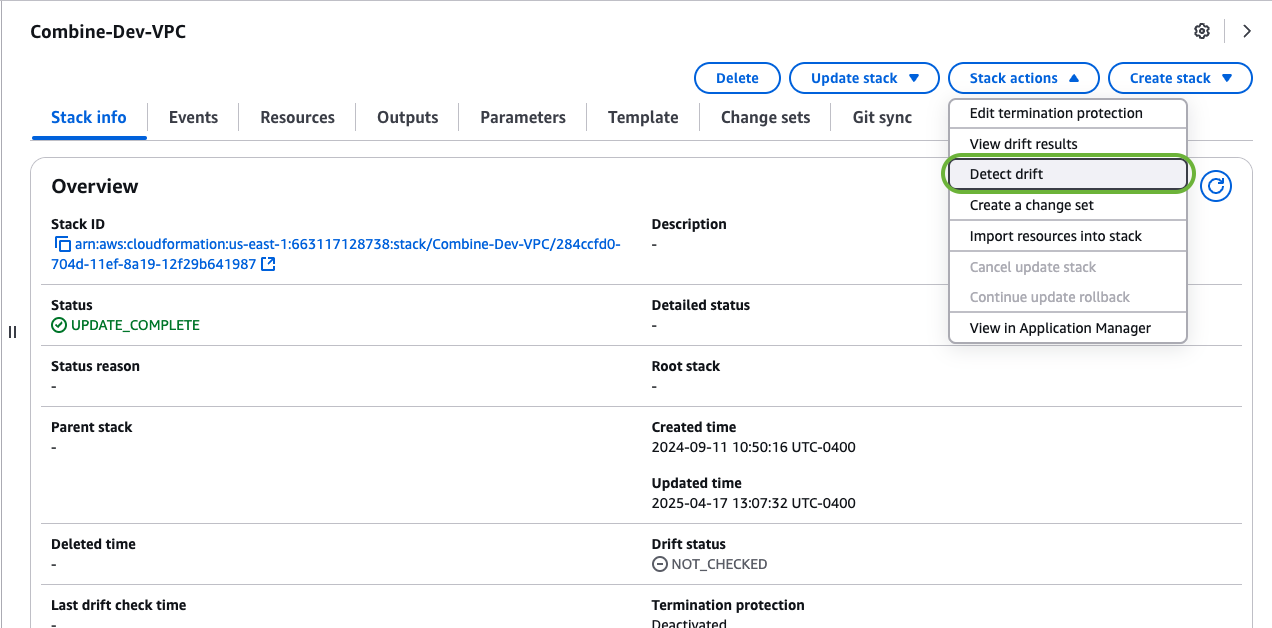 Combine-Dev-VPC
Delete
Update stack
Stack actions
Create stack
Stack info
Events
Resources
Outputs
Parameters
Template
Change sets
Git sync
Edit termination protection
View drift results
Detect drift
Create a change set
Import resources into stack
Cancel update stack
Continue update rollback
View in Application Manager
Overview
Stack ID
arn:aws:cloudformation:us-east-1:663117128738:stack/Combine-Dev-VPC/284ccfd0-
704d-11ef-8a19-12f29b641987
Description
-
Status
UPDATE_COMPLETE
Detailed status
-
Status reason
-
Root stack
-
Parent stack
-
Created time
2024-09-11 10:50:16 UTC-0400
Updated time
2025-04-17 13:07:32 UTC-0400
Deleted time
-
Drift status
NOT_CHECKED
Last drift check time
-
Termination protection
Deactivated